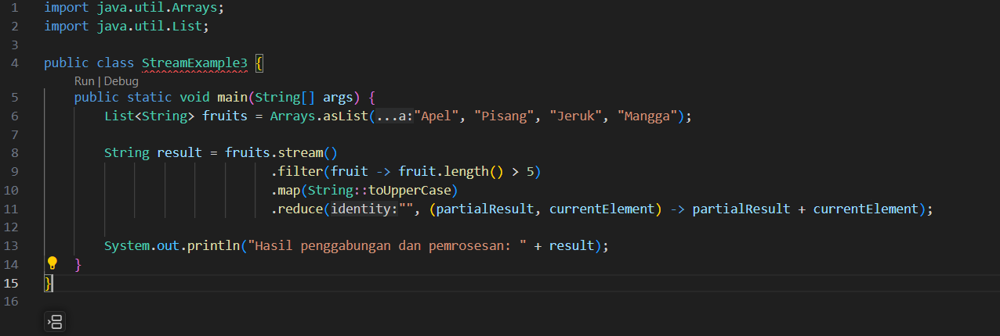 1 import java.util.Arrays;
2 import java.util.List;
3
4 public class StreamExample3 {
Run | Debug
5 public static void main(String[] args) {
6 List<String> fruits = Arrays.asList(...a:"Apel", "Pisang", "Jeruk", "Mangga");
7
8 String result = fruits.stream()
9 .filter(fruit -> fruit.length() > 5)
10 .map(String::toUpperCase)
11 .reduce(identity:"", (partialResult, currentElement) -> partialResult + currentElement);
12
13 System.out.println("Hasil penggabungan dan pemrosesan: " + result);
14 }
15 }
16